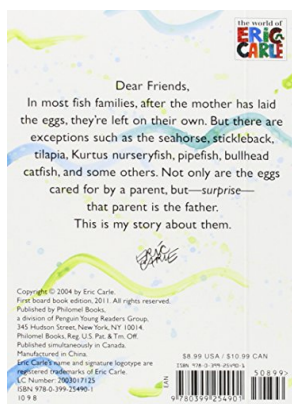 the world of
ERIC
CARLE
Dear Friends,
In most fish families, after the mother has laid
the eggs, they're left on their own. But there are
exceptions such as the seahorse, stickleback,
tilapia, Kurtus nurseryfish, pipefish, bullhead
catfish, and some others. Not only are the eggs
cared for by a parent, but—surprise—
that parent is the father.
This is my story about them.
ERIC CARLE
Copyright © 2004 by Eric Carle.
First board book edition, 2011. All rights reserved.
Published by Philomel Books,
a division of Penguin Young Readers Group,
345 Hudson Street, New York, NY 10014.
Philomel Books, Reg. U.S. Pat. & Tm. Off.
Published simultaneously in Canada.
Manufactured in China.
Eric Carle's name and signature logotype are
registered trademarks of Eric Carle.
LC Number: 2003017125
ISBN 978-0-399-25490-1
10 9 8
$8.99 USA / $10.99 CAN
ISBN 978-0-399-25490-1
50899
EAN
9 780399 254901